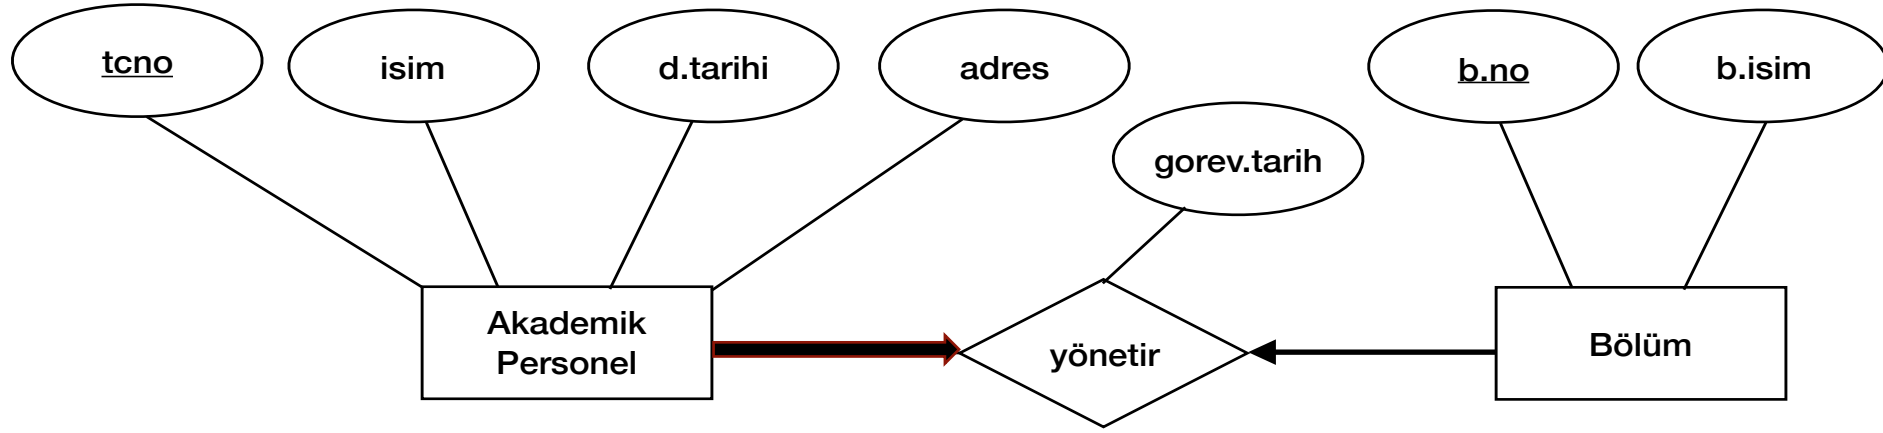 tcno
isim
d.tarihi
adres
b.no
b.isim
gorev.tarih
Akademik
Personel
yönetir
Bölüm